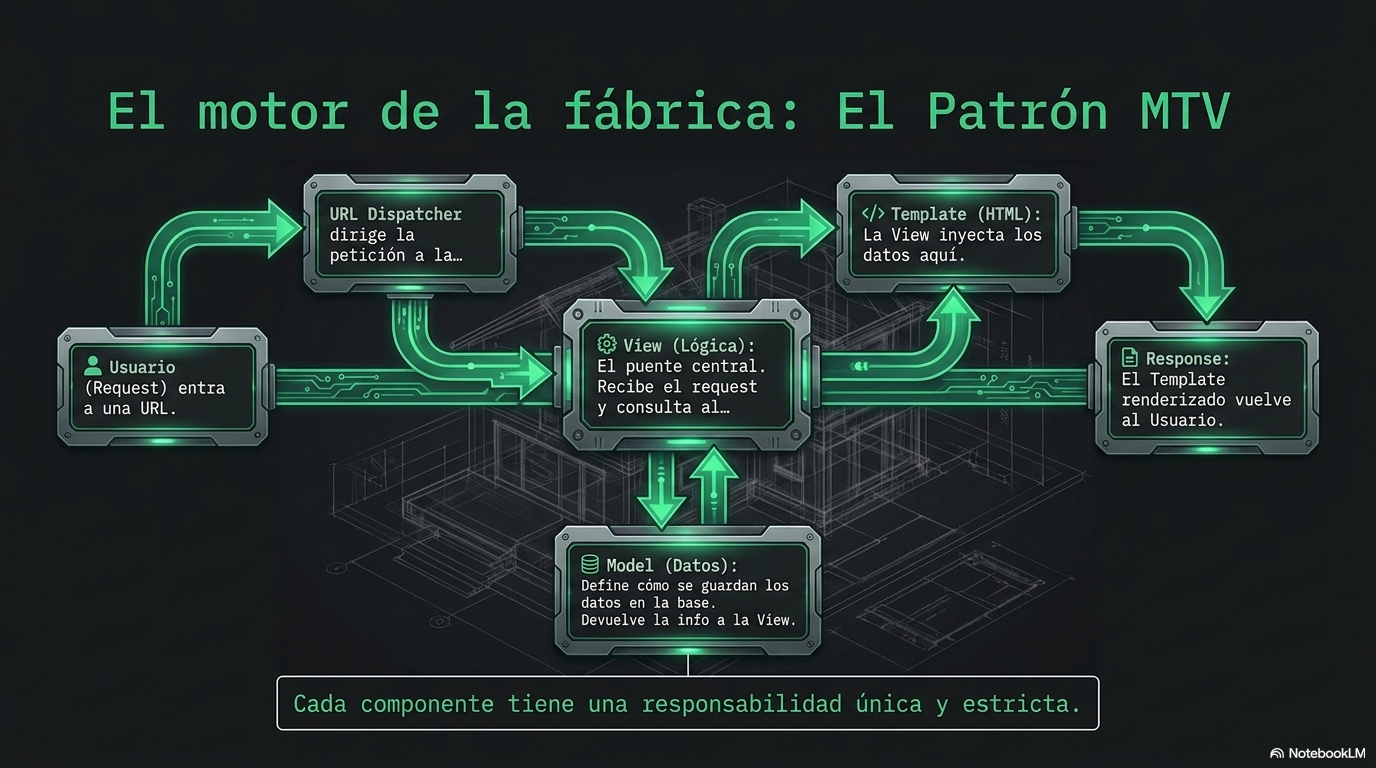 El motor de la fábrica: El Patrón MTV
URL Dispatcher
dirige la
petición a la…
</> Template (HTML):
La View inyecta los
datos aquí.
Usuario
(Request) entra
a una URL.
View (Lógica):
El puente central.
Recibe el request
y consulta al…
Response:
El Template
renderizado vuelve
al Usuario.
Model (Datos):
Define cómo se guardan los
datos en la base.
Devuelve la info a la View.
Cada componente tiene una responsabilidad única y estricta.
NotebookLM